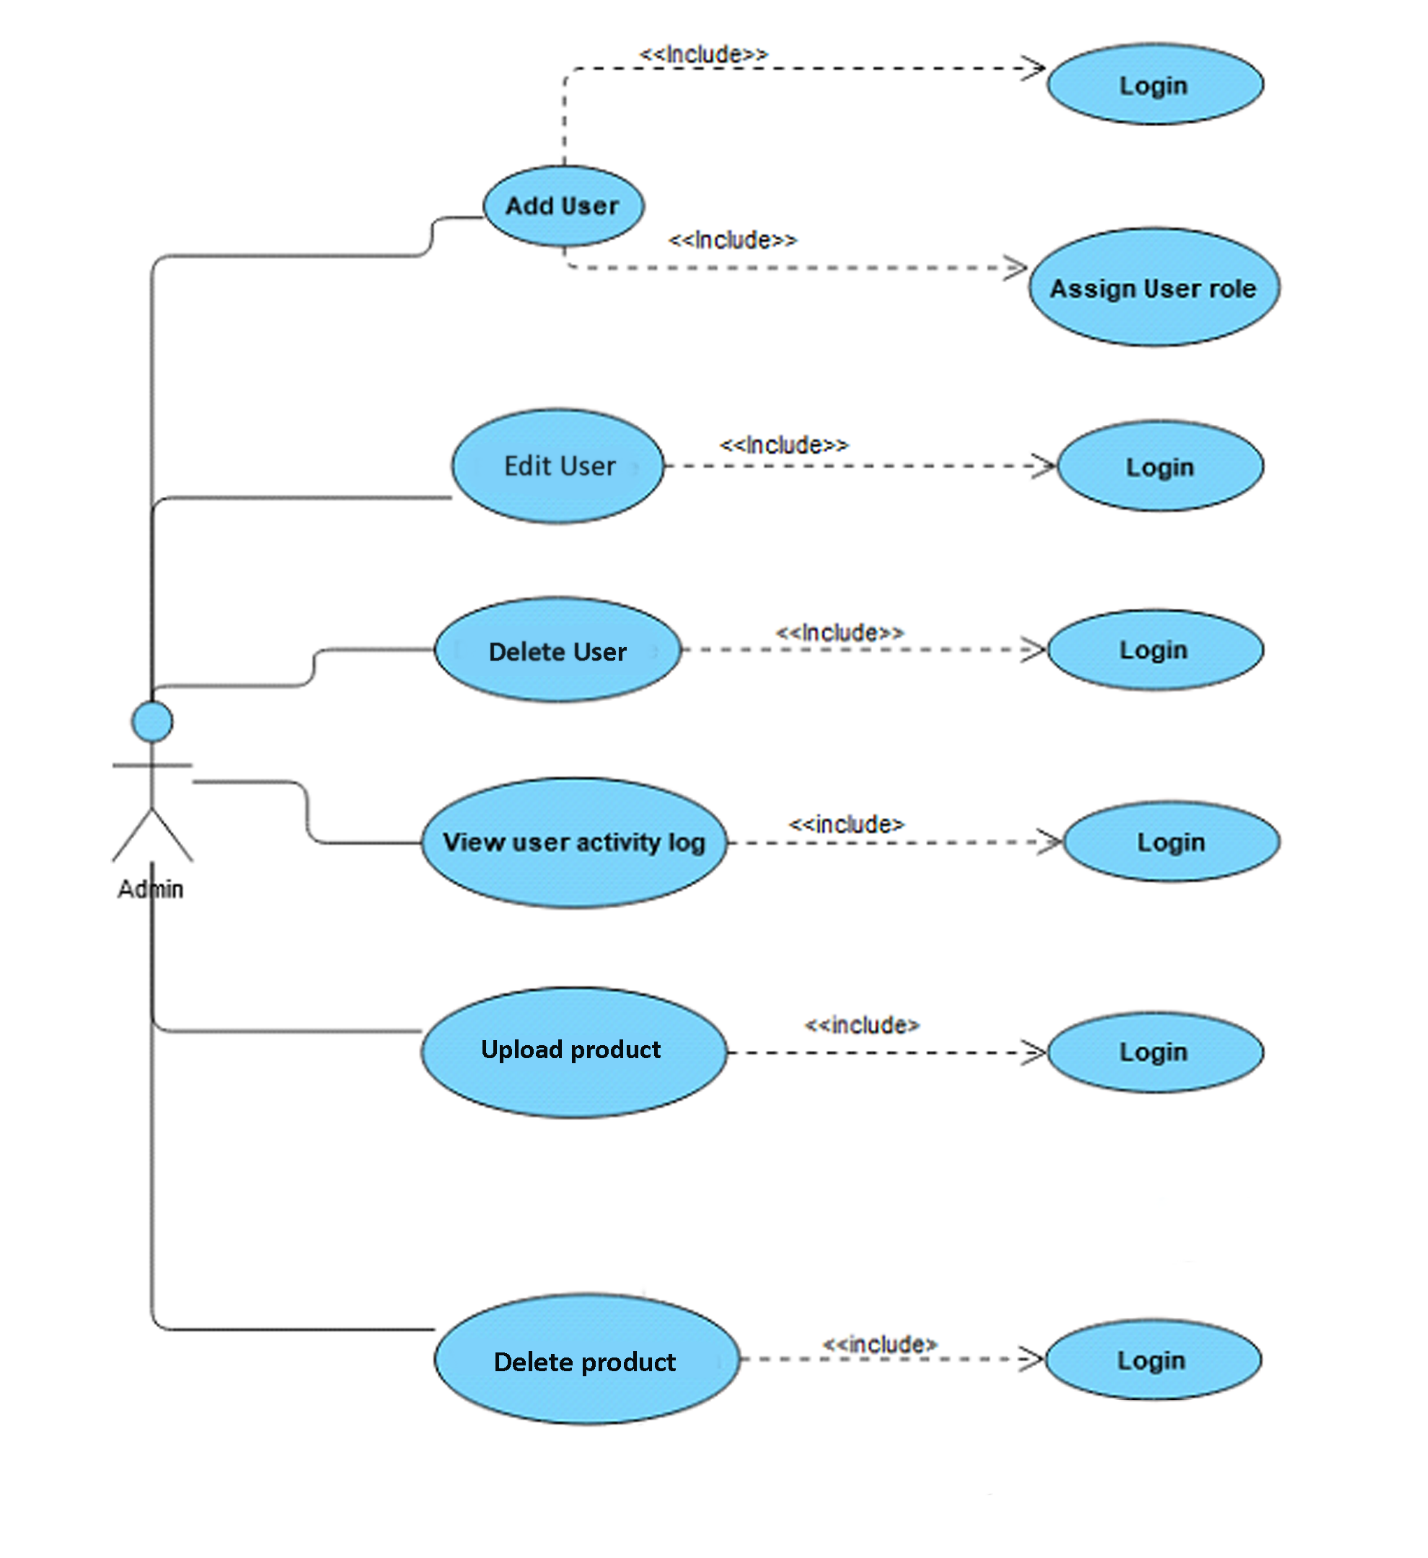 <<Include>>
Login
Add User
<<Include>>
Assign User role
Edit User
<<Include>>
Login
Delete User
<<Include>>
Login
View user activity log
<<include>
Login
Admin
Upload product
<<include>
Login
Delete product
<<include>
Login